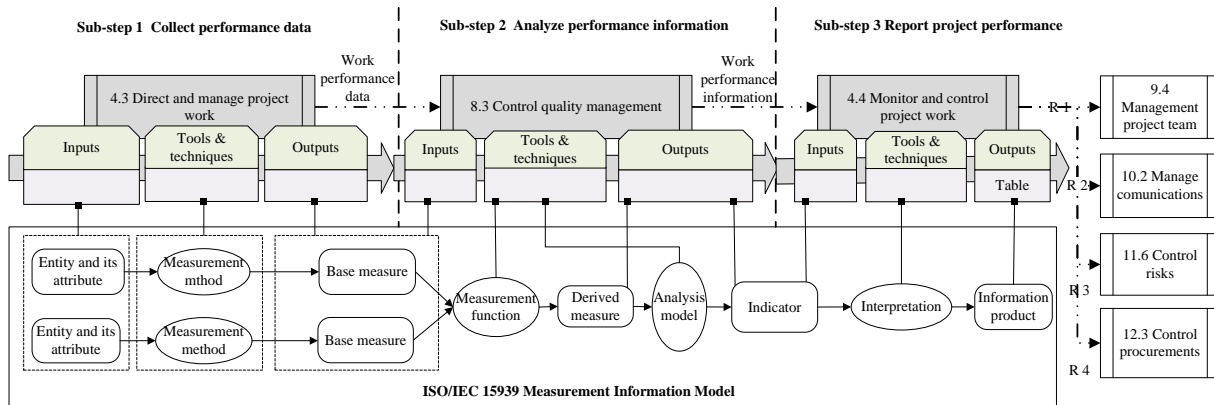 Sub-step 1  Collect performance data
Sub-step 2  Analyze performance information
Sub-step 3 Report project performance
Work
performance
data
Work
performance
information
4.3 Direct and manage project
work
8.3 Control quality management
4.4 Monitor and control
project work
R 1
9.4
Management
project team
Inputs
Tools &
techniques
Outputs
Inputs
Tools &
techniques
Outputs
Inputs
Tools &
techniques
Outputs
Table
R 2
10.2 Manage
comunications
Entity and its
attribute
Measurement
mthod
Base measure
Entity and its
attribute
Measurement
method
Base measure
Measurement
function
Derived
measure
Analysis
model
Indicator
Interpretation
Information
product
11.6 Control
risks
R 3
12.3 Control
procurements
R 4
ISO/IEC 15939 Measurement Information Model